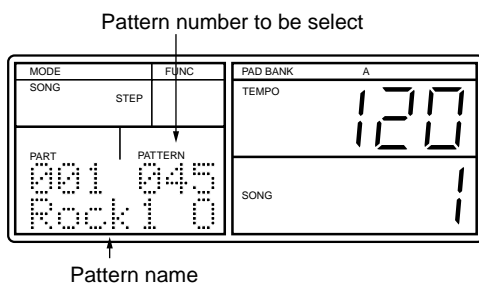 Pattern number to be select
MODE FUNC PAD BANK A
SONG STEP TEMPO 120
PART PATTERN
001 045 SONG 1
Rock1 0
Pattern name